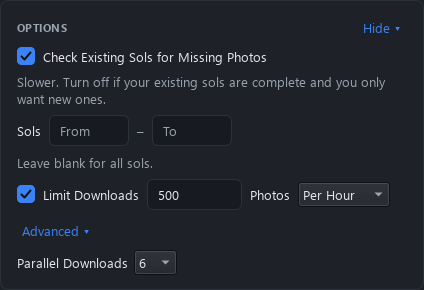 OPTIONS Hide ▾
Check Existing Sols for Missing Photos
Slower. Turn off if your existing sols are complete and you only
want new ones.
Sols From – To
Leave blank for all sols.
Limit Downloads 500 Photos Per Hour
Advanced ▾
Parallel Downloads 6